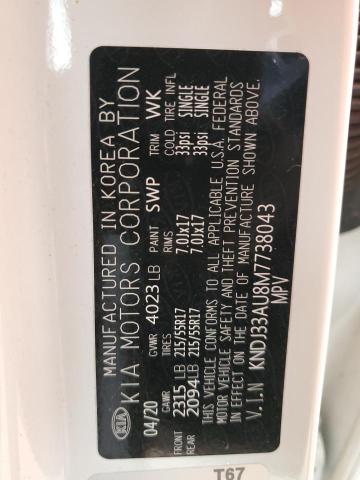 MANUFACTURED IN KOREA BY
KIA KIA MOTORS CORPORATION
GVWR PAINT TRIM
04/20 4023 LB SWP WK
GAWR TIRES RIMS COLD TIRE INFL
FRONT 2315 LB 215/55R17 7.0Jx17 33psi SINGLE
REAR 2094LB 215/55R17 7.0Jx17 33psi SINGLE
THIS VEHICLE CONFORMS TO ALL APPLICABLE U.S.A. FEDERAL
MOTOR VEHICLE SAFETY AND THEFT PREVENTION STANDARDS
IN EFFECT ON THE DATE OF MANUFACTURE SHOWN ABOVE.
V.I.N KNDJ33AU8M7738043
MPV
T67